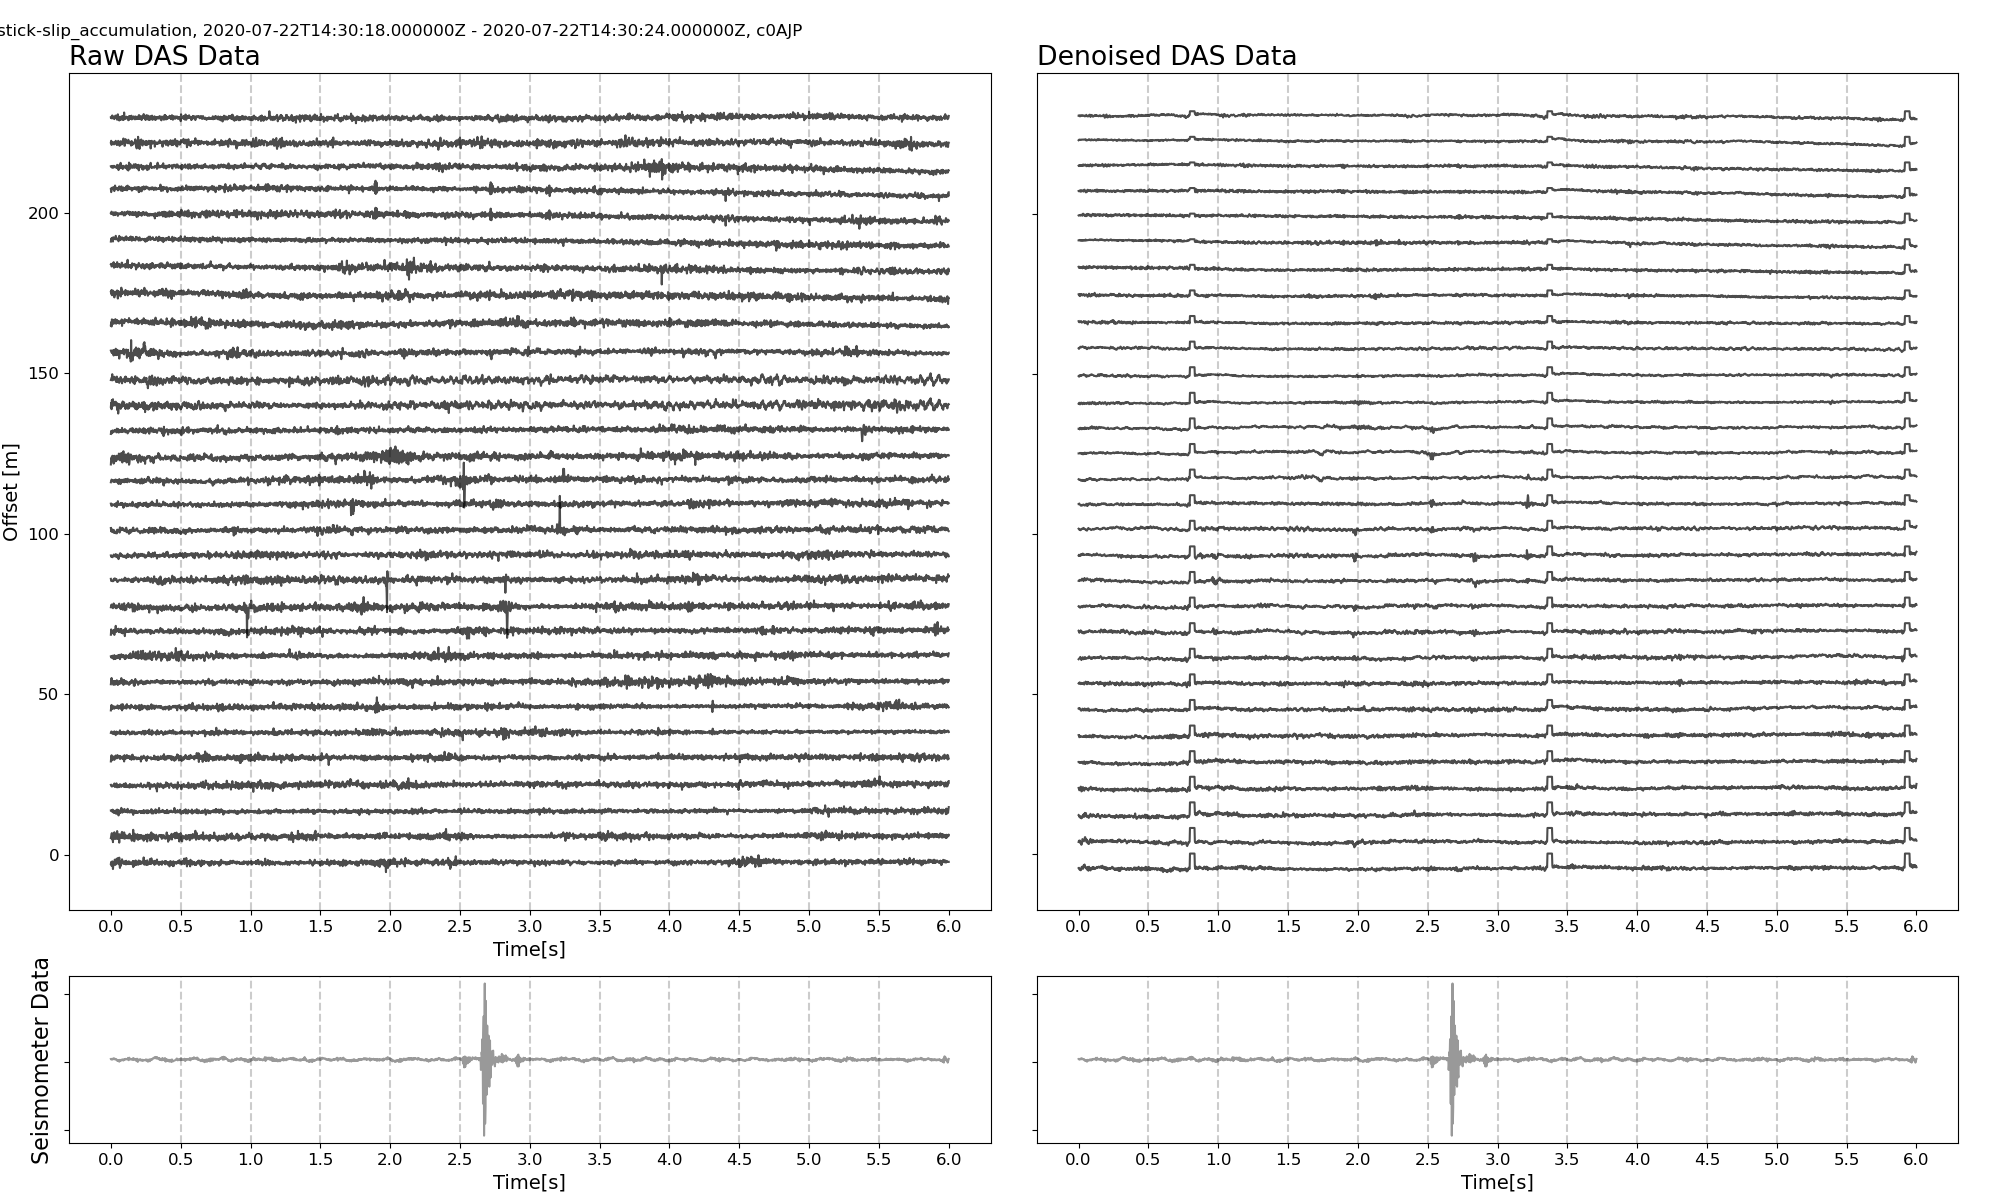 stick-slip_accumulation, 2020-07-22T14:30:18.000000Z - 2020-07-22T14:30:24.000000Z, c0AJP
Raw DAS Data
Denoised DAS Data
Offset [m]
200
150
100
50
0
0.0 0.5 1.0 1.5 2.0 2.5 3.0 3.5 4.0 4.5 5.0 5.5 6.0
Time[s]
0.0 0.5 1.0 1.5 2.0 2.5 3.0 3.5 4.0 4.5 5.0 5.5 6.0
Seismometer Data
0.0 0.5 1.0 1.5 2.0 2.5 3.0 3.5 4.0 4.5 5.0 5.5 6.0
Time[s]
0.0 0.5 1.0 1.5 2.0 2.5 3.0 3.5 4.0 4.5 5.0 5.5 6.0
Time[s]